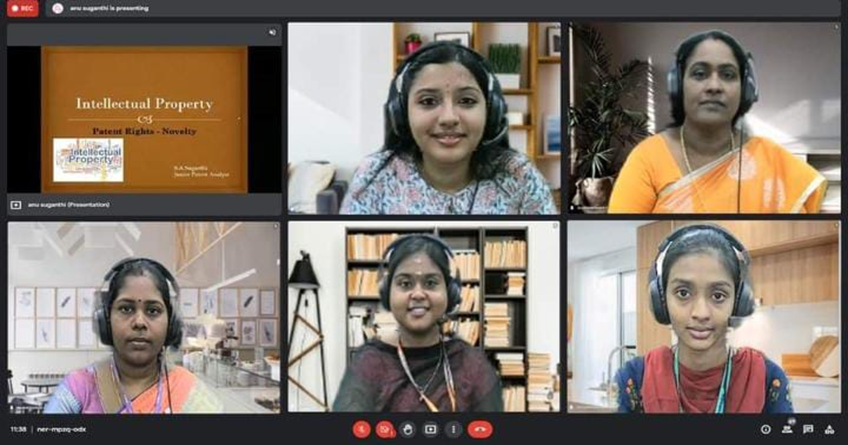 REC
anu suganthi is presenting
Intellectual Property
Patent Rights - Novelty
Intellectual
Property
S.A.Suganthi
Junior Patent Analyst
anu suganthi (Presentation)
11:38 | ner-mpzq-odx